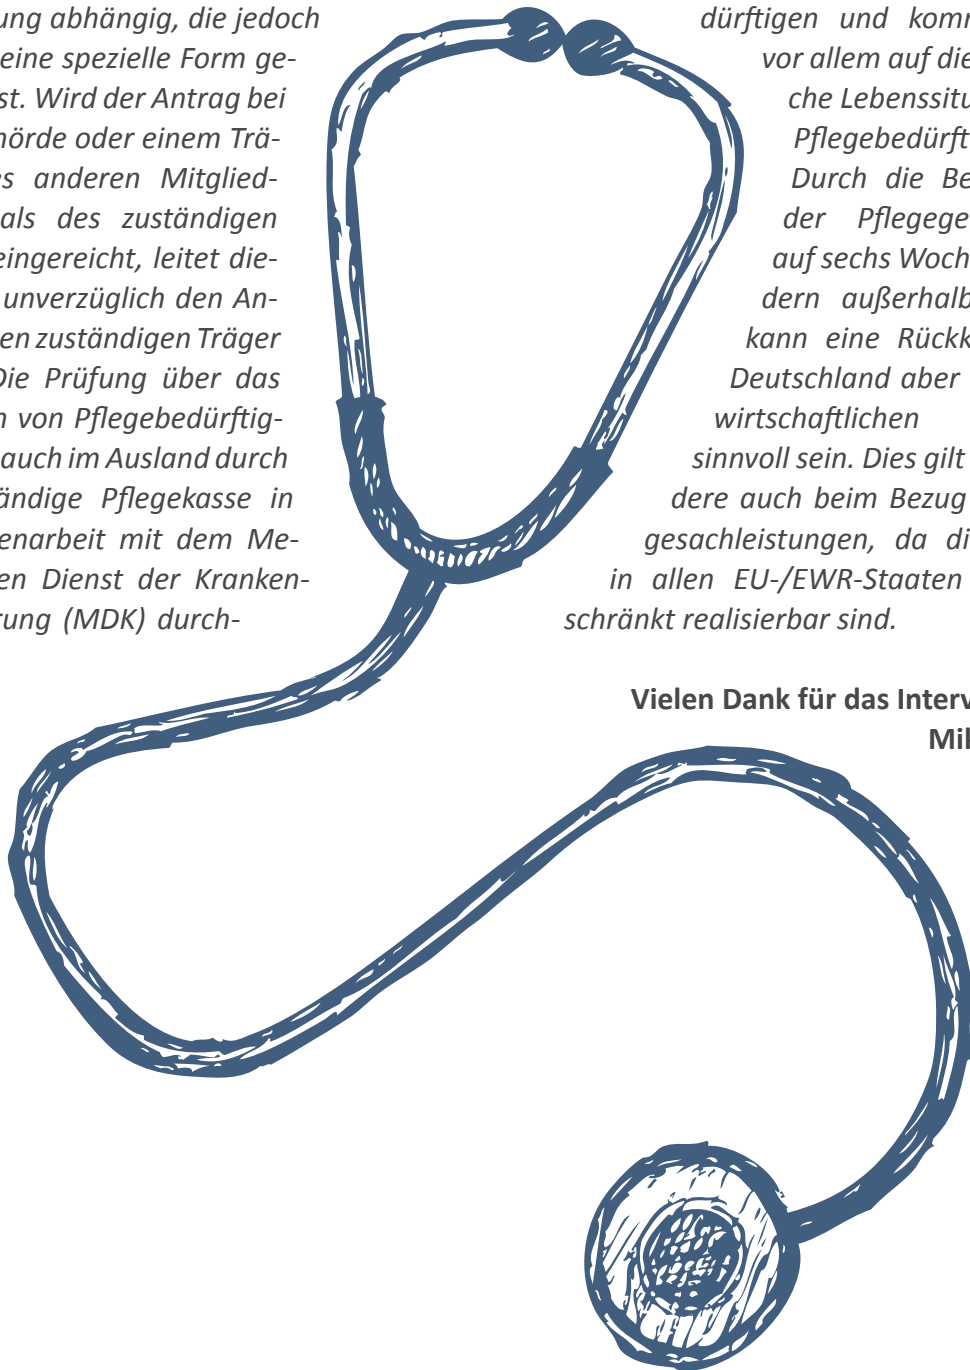 ung abhängig, die jedoch
eine spezielle Form ge-
st. Wird der Antrag bei
hörde oder einem Trä-
es anderen Mitglied-
als des zuständigen
eingereicht, leitet die-
unverzüglich den An-
en zuständigen Träger
Die Prüfung über das
n von Pflegebedürftig-
auch im Ausland durch
tändige Pflegekasse in
enarbeit mit dem Me-
en Dienst der Kranken-
rung (MDK) durch-
dürftigen und komm
vor allem auf die
che Lebenssitu
Pflegebedürft
Durch die Be
der Pflegege
auf sechs Woch
dern außerhalb
kann eine Rückk
Deutschland aber
wirtschaftlichen
sinnvoll sein. Dies gilt
dere auch beim Bezug
gesachleistungen, da di
in allen EU-/EWR-Staaten
schränkt realisierbar sind.
Vielen Dank für das Interv
Mik